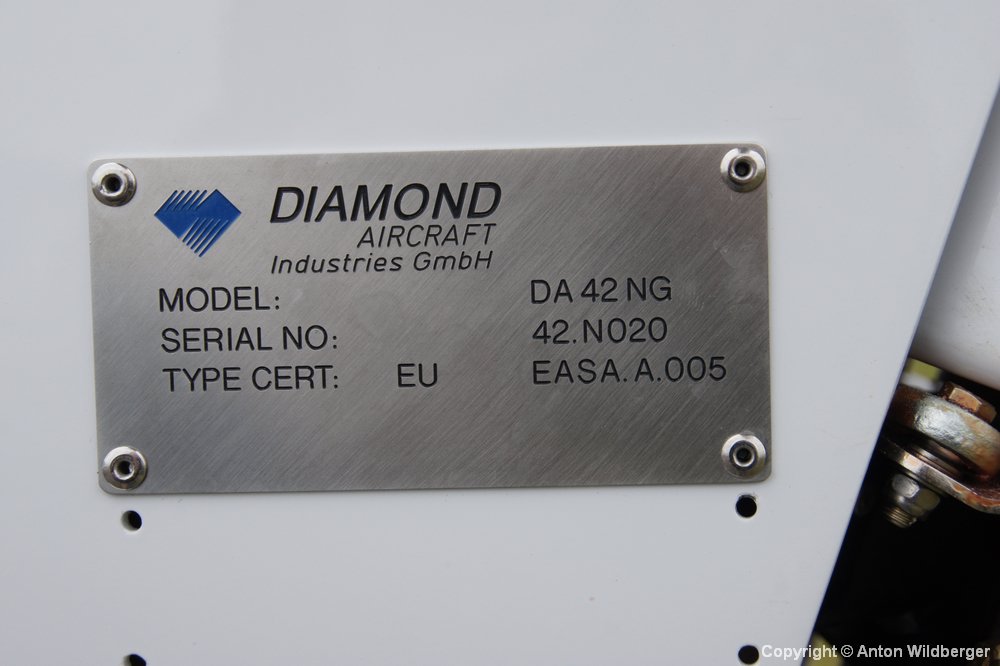 DIAMOND
AIRCRAFT
Industries GmbH
MODEL: DA 42 NG
SERIAL NO: 42.N020
TYPE CERT: EU EASA.A.005
Copyright © Anton Wildberger